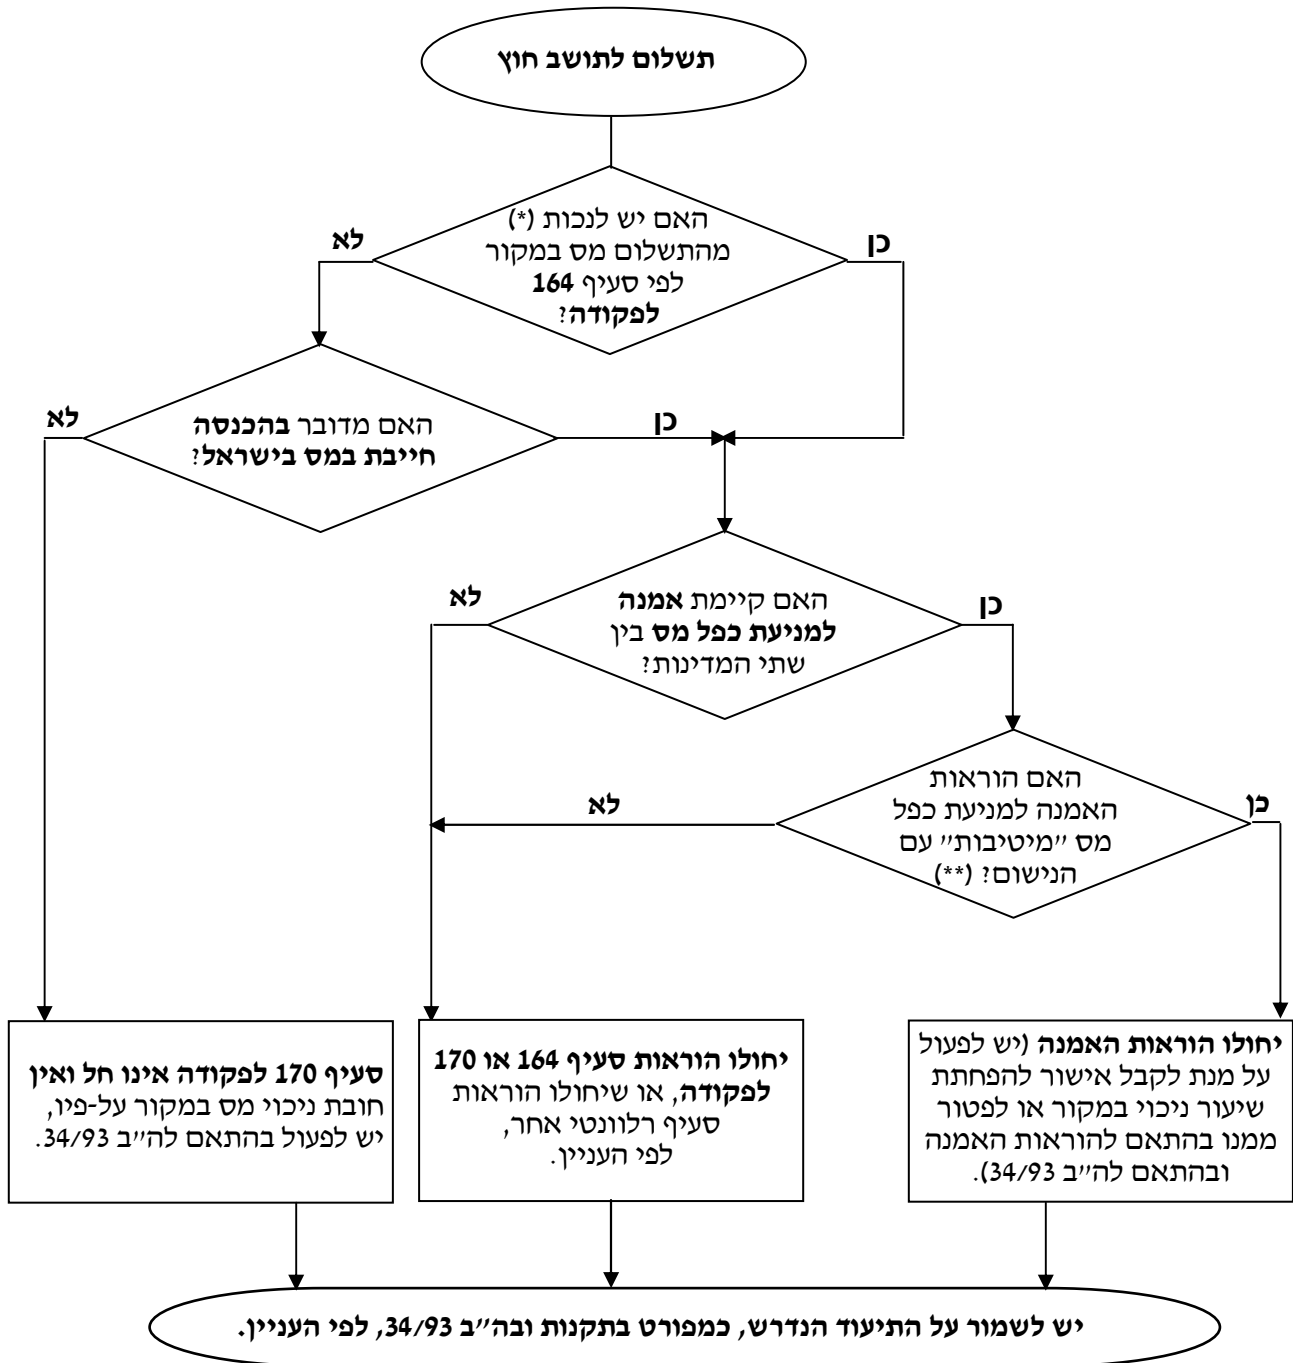 תשלום לתושב חוץ
האם יש לנכות (*)
מהתשלום מס במקור
לפי סעיף 164
לפקודה?
כן
לא
האם מדובר בהכנסה
חייבת במס בישראל?
כן
לא
האם קיימת אמנה
למניעת כפל מס בין
שתי המדינות?
כן
לא
האם הוראות
האמנה למניעת כפל
מס "מיטיבות" עם
הנישום? (**)
כן
לא
יחולו הוראות האמנה (יש לפעול
על מנת לקבל אישור להפחתת
שיעור ניכוי במקור או לפטור
ממנו בהתאם להוראות האמנה
ובהתאם לה"ב 34/93).
יחולו הוראות סעיף 164 או 170
לפקודה, או שיחולו הוראות
סעיף רלוונטי אחר,
לפי העניין.
סעיף 170 לפקודה אינו חל ואין
חובת ניכוי מס במקור על-פיו,
יש לפעול בהתאם לה"ב 34/93.
יש לשמור על התיעוד הנדרש, כמפורט בתקנות ובה"ב 34/93, לפי העניין.